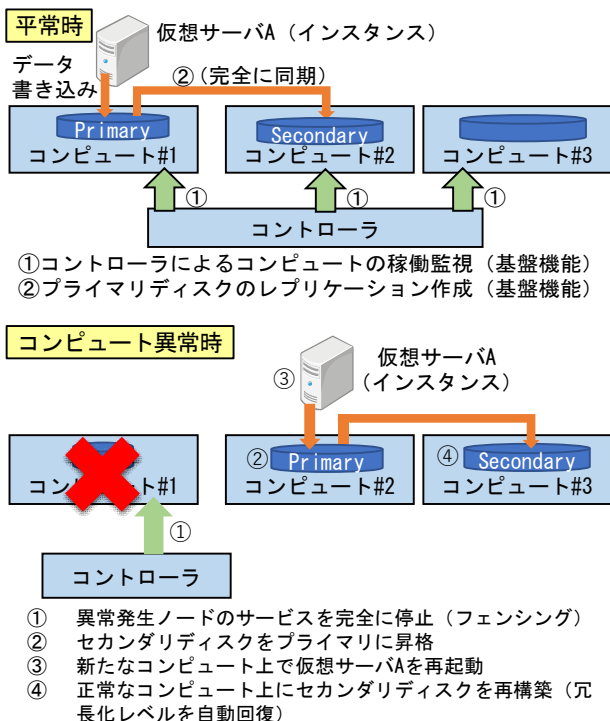 平常時
仮想サーバA（インスタンス）
データ
書き込み
②(完全に同期)
Primary
コンピュート#1
Secondary
コンピュート#2
コンピュート#3
①
①
①
コントローラ
①コントローラによるコンピュートの稼働監視（基盤機能）
②プライマリディスクのレプリケーション作成（基盤機能）
コンピュート異常時
③
仮想サーバA
（インスタンス）
コン
ト#1
② Primary
コンピュート#2
④ Secondary
コンピュート#3
①
コントローラ
① 異常発生ノードのサービスを完全に停止（フェンシング）
② セカンダリディスクをプライマリに昇格
③ 新たなコンピュート上で仮想サーバAを再起動
④ 正常なコンピュート上にセカンダリディスクを再構築（冗
長化レベルを自動回復）